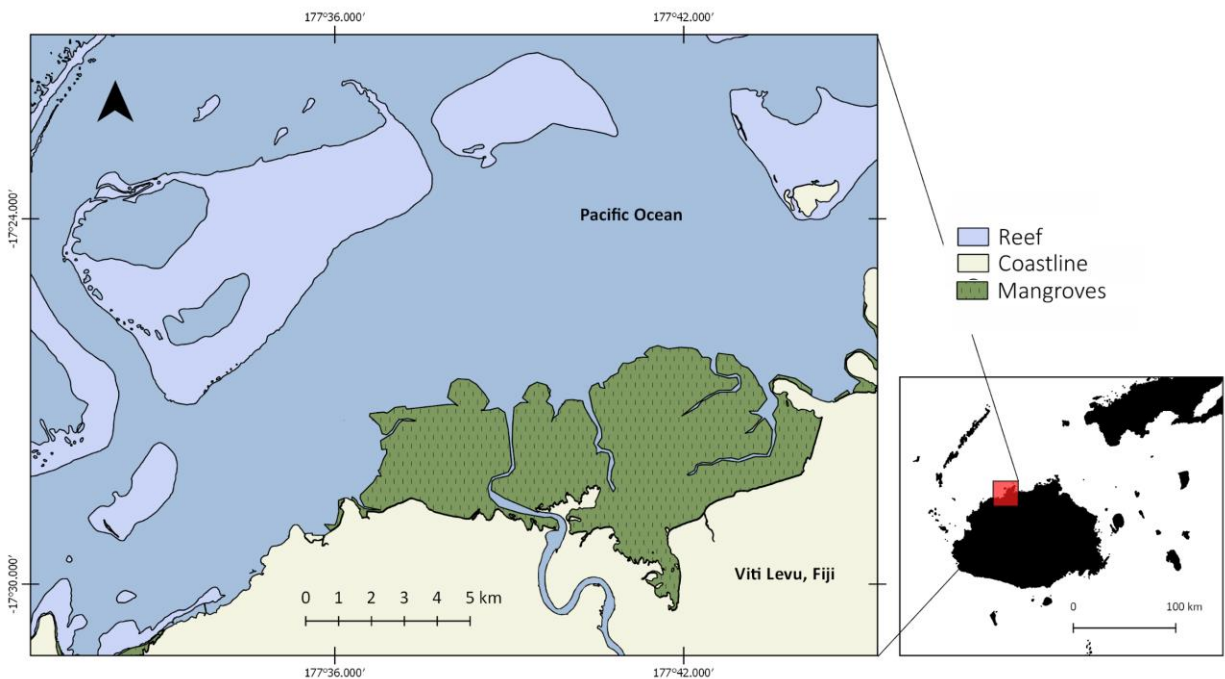 177°36.000′ 177°42.000′
-17°24.000′
Pacific Ocean
Reef
Coastline
Mangroves
-17°30.000′
Viti Levu, Fiji
0 1 2 3 4 5 km
0 100 km
177°36.000′ 177°42.000′